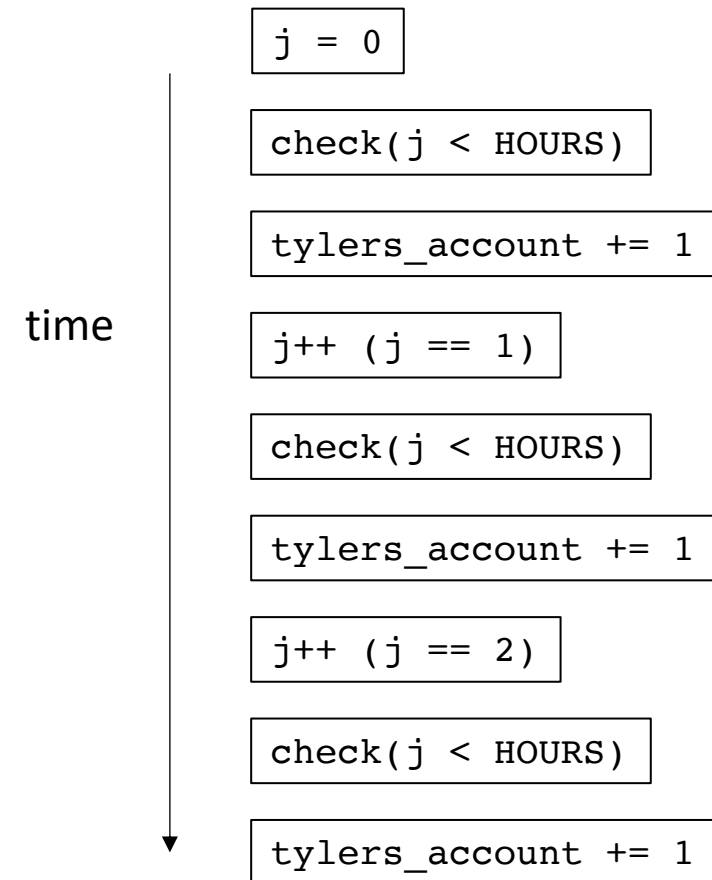 j = 0
check(j < HOURS)
tylers_account += 1
time
j++ (j == 1)
check(j < HOURS)
tylers_account += 1
j++ (j == 2)
check(j < HOURS)
tylers_account += 1